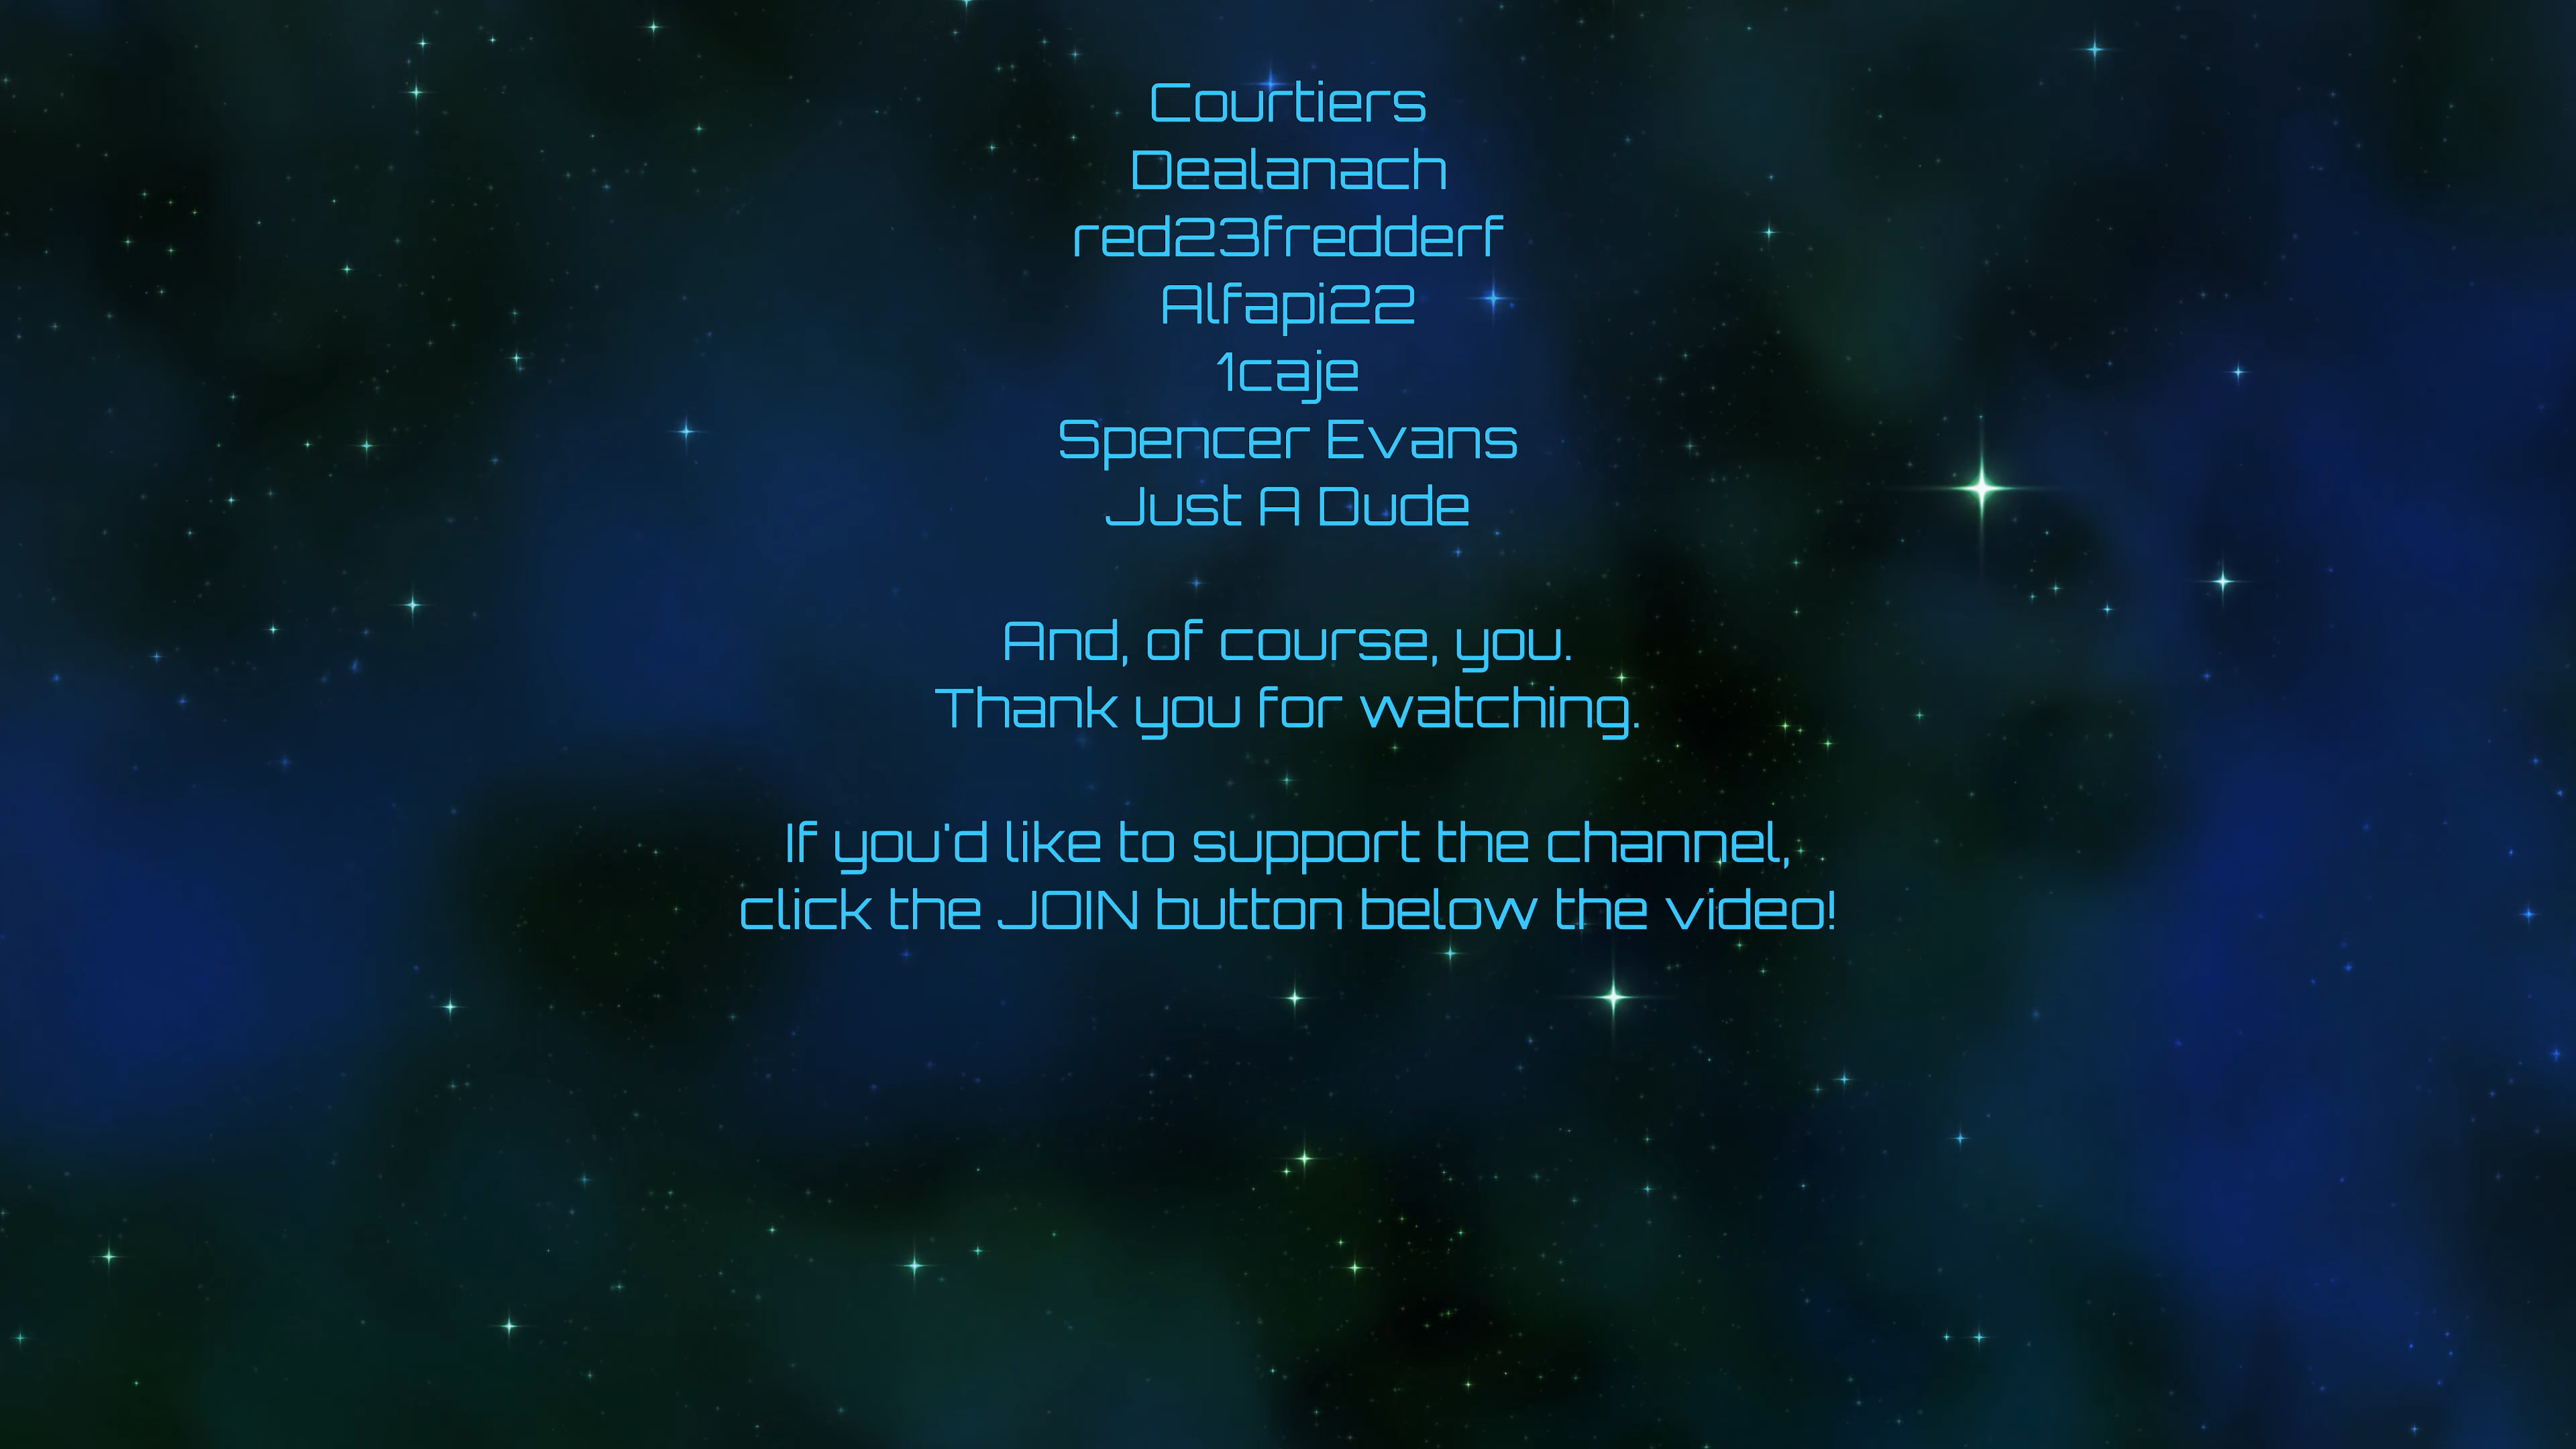 Courtiers
Dealanach
red23fredderf
Alfapi22
1caje
Spencer Evans
Just A Dude
And, of course, you.
Thank you for watching.
If you'd like to support the channel,
click the JOIN button below the video!